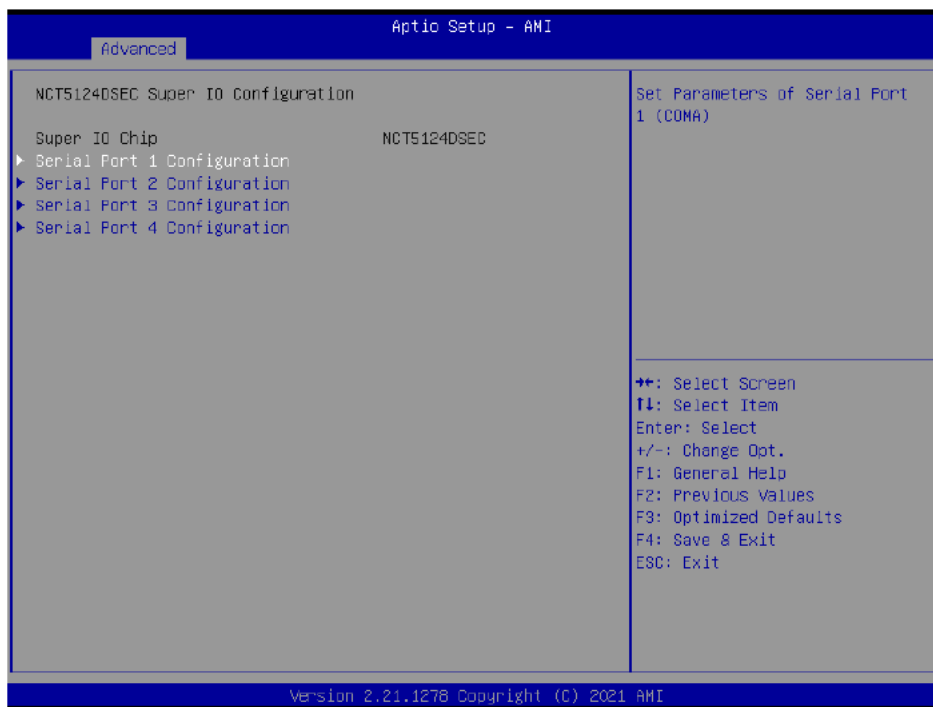 Aptio Setup - AMI
Advanced
NCT5124DSEC Super IO Configuration
Super IO Chip NCT5124DSEC
▶ Serial Port 1 Configuration
▶ Serial Port 2 Configuration
▶ Serial Port 3 Configuration
▶ Serial Port 4 Configuration
Set Parameters of Serial Port
1 (COMA)
→←: Select Screen
↑↓: Select Item
Enter: Select
+/-: Change Opt.
F1: General Help
F2: Previous Values
F3: Optimized Defaults
F4: Save & Exit
ESC: Exit
Version 2.21.1278 Copyright (C) 2021 AMI